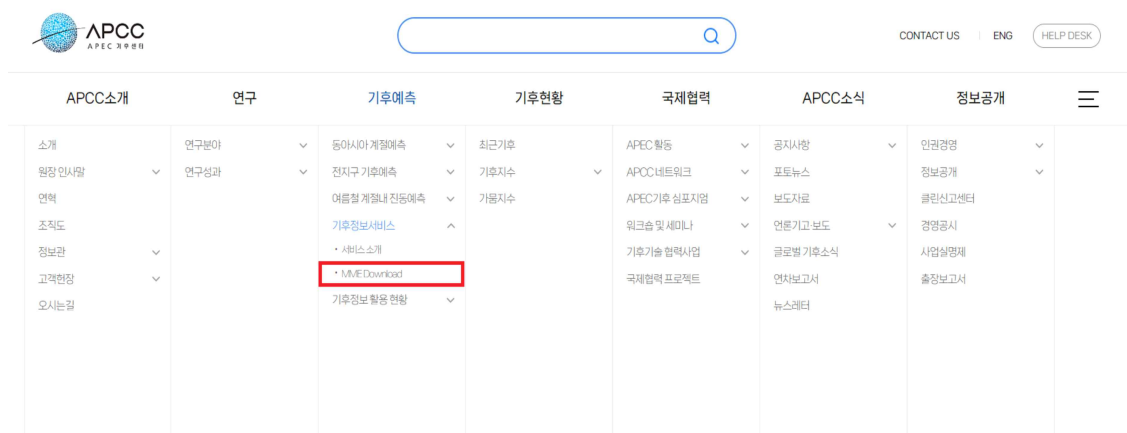 APCC
APEC 기후센터
CONTACT US
ENG
HELP DESK
APCC소개
연구
기후예측
기후현황
국제협력
APCC소식
정보공개
소개
원장 인사말
연혁
조직도
정보관
고객헌장
오시는길
연구분야
연구성과
동아시아 계절예측
전지구 기후예측
여름철 계절내 진동예측
기후정보서비스
• 서비스 소개
• MME Download
기후정보 활용 현황
최근기후
기후지수
가뭄지수
APEC 활동
APCC 네트워크
APEC기후 심포지엄
워크숍 및 세미나
기후기술 협력사업
국제협력 프로젝트
공지사항
포토뉴스
보도자료
언론기고·보도
글로벌 기후소식
연차보고서
뉴스레터
인권경영
정보공개
클린신고센터
경영공시
사업실명제
출장보고서